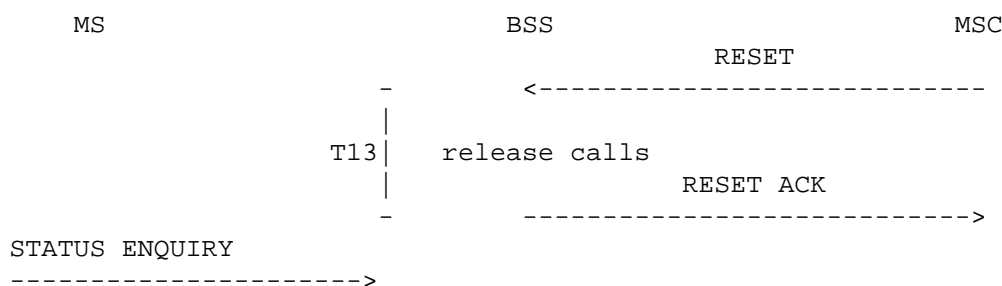 MS BSS MSC
RESET
T13 release calls
RESET ACK
STATUS ENQUIRY